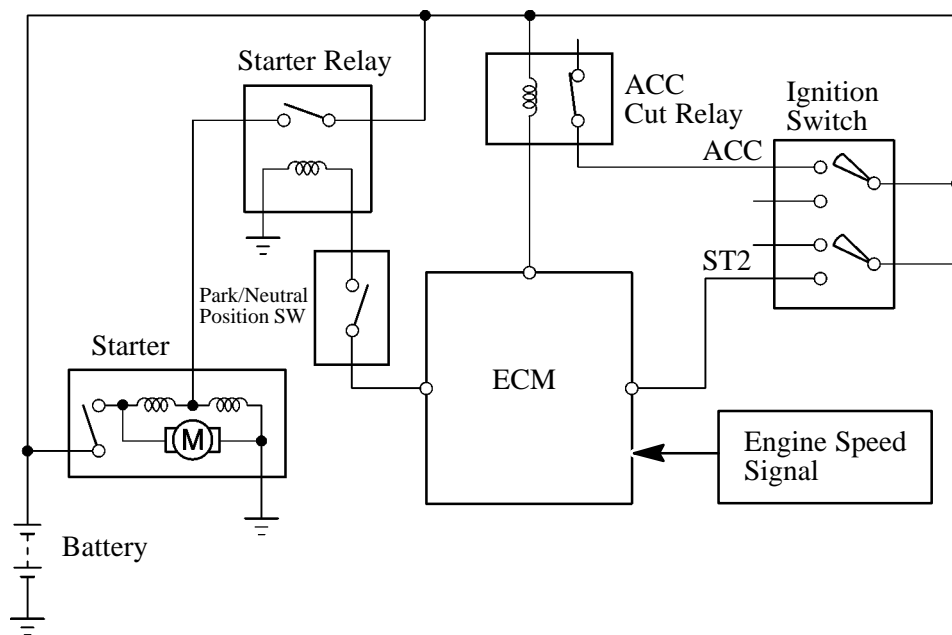 Starter Relay
ACC
Cut Relay
Ignition
Switch
ACC
ST2
Park/Neutral
Position SW
Starter
M
ECM
Engine Speed
Signal
Battery